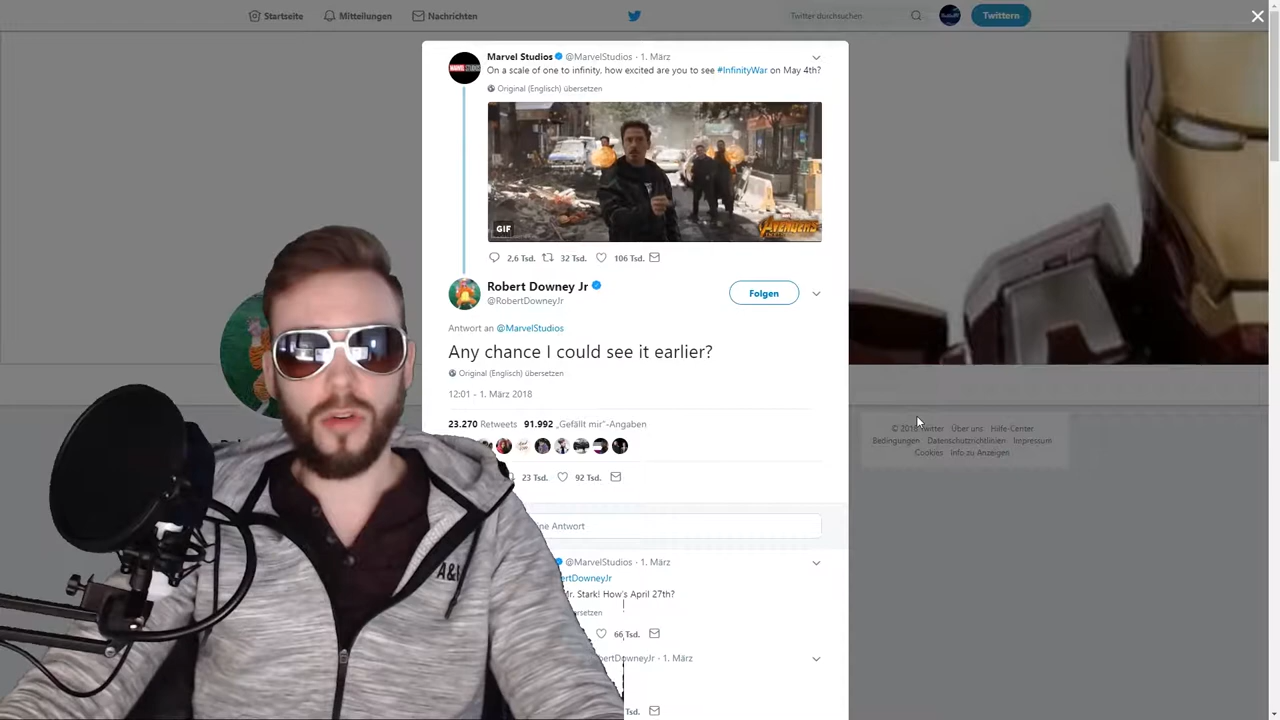 Startseite
Mitteilungen
Nachrichten
Twitter durchsuchen
Twittern
Marvel Studios @MarvelStudios · 1. März
On a scale of one to infinity, how excited are you to see #InfinityWar on May 4th?
Original (Englisch) übersetzen
MARVEL STUDIOS
GIF
AVENGERS
2,6 Tsd.
32 Tsd.
106 Tsd.
Robert Downey Jr
@RobertDowneyJr
Folgen
Antwort an @MarvelStudios
Any chance I could see it earlier?
Original (Englisch) übersetzen
12:01 - 1. März 2018
23.270 Retweets 91.992 „Gefällt mir“-Angaben
23 Tsd.
92 Tsd.
ne Antwort
@MarvelStudios · 1. März
ertDowneyJr
Mr. Stark! How's April 27th?
ersetzen
66 Tsd.
bertDowneyJr · 1. März
Tsd.
© 2018 Twitter Über uns Hilfe-Center
Bedingungen Datenschutzrichtlinien Impressum
Cookies Info zu Anzeigen
A&F